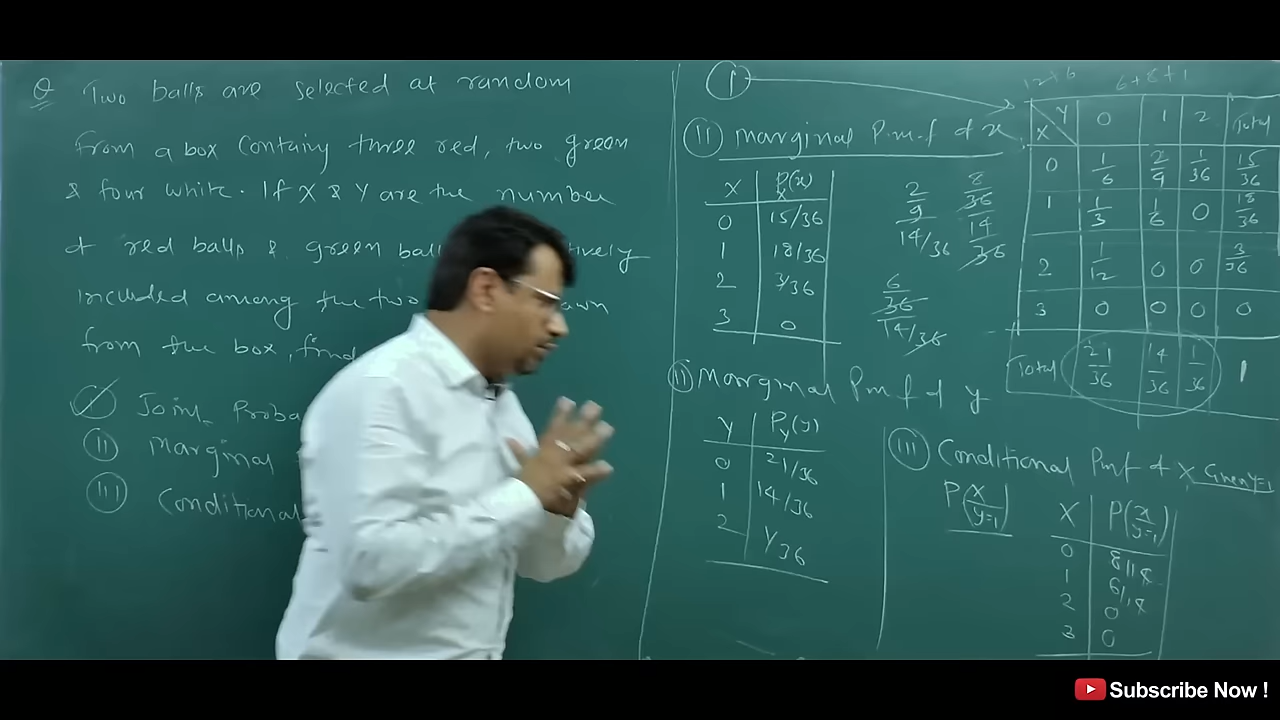 Q Two balls are selected at random
from a box containy three red, two green
& four white. If X & Y are the number
of red balls & green
included among the two
from the box, find
Joint
II Marginal
III Conditional
I
12+6
6+8+1
X Y 0 1 2 Total
0 1/6 2/9 1/36 15/36
1 1/3 1/6 0 18/36
2 1/12 0 0 3/36
3 0 0 0 0
Total 21/36 14/36 1/36 1
II Marginal P.m.f of x
X P_X(x)
0 15/36
1 18/36
2 3/36
3 0
2/9 8/36
14/36 14/36
6/36
14/36
II Marginal Pmf of y
Y P_Y(y)
0 21/36
1 14/36
2 1/36
III Conditional Pmf of X Given Y=1
P(X/Y=1)
X P(x/y=1)
0
1
2 0
3 0
Subscribe Now !